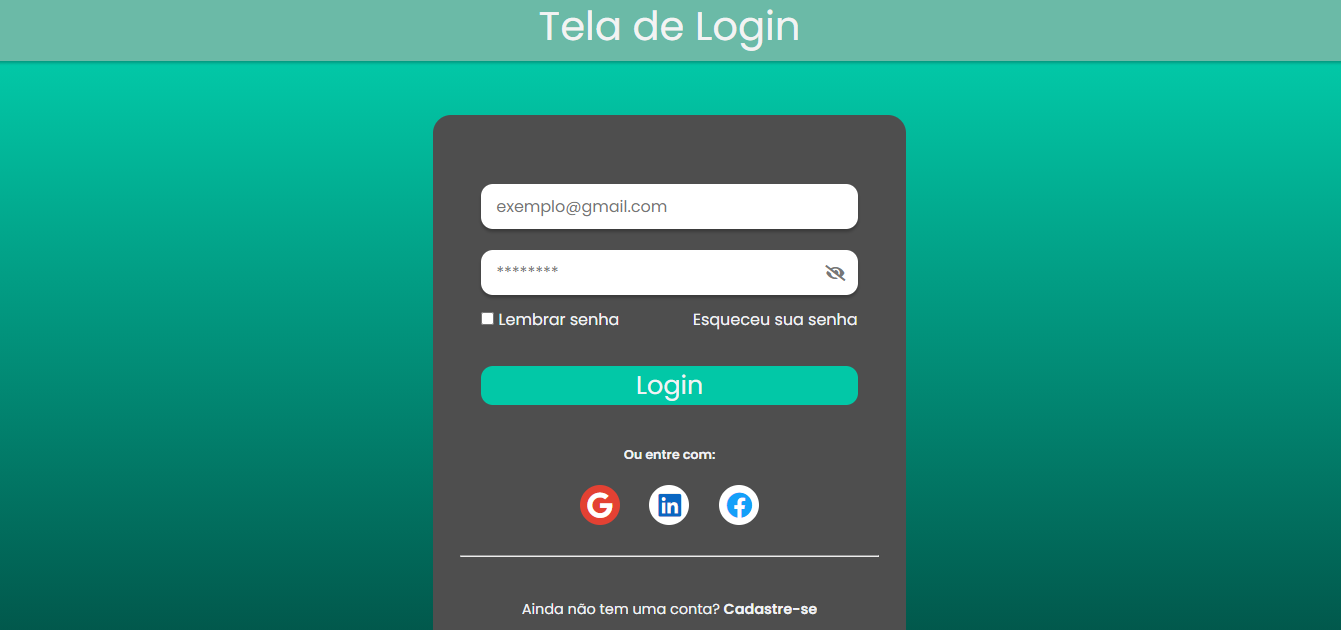 Tela de Login
exemplo@gmail.com
********
Lembrar senha Esqueceu sua senha
Login
Ou entre com:
G in f
Ainda não tem uma conta? Cadastre-se